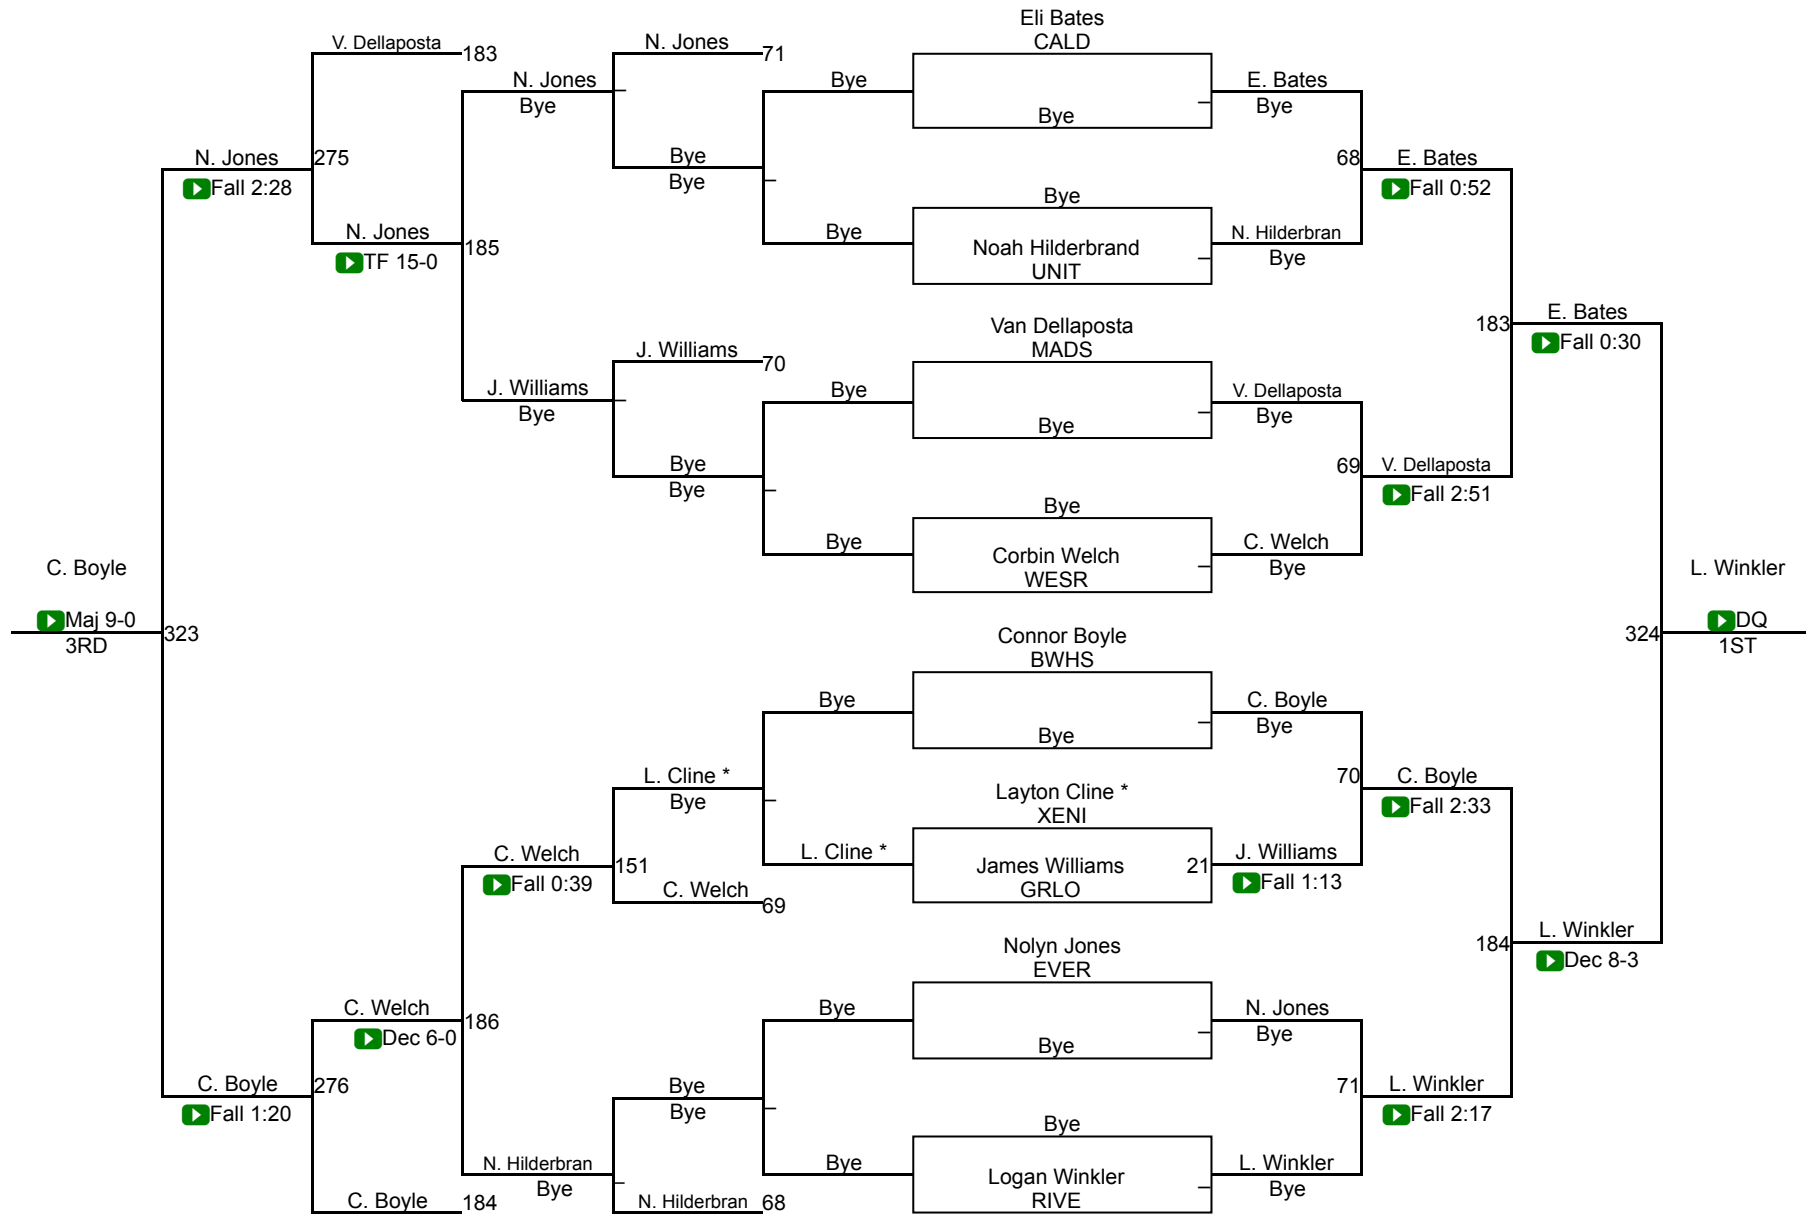 Eli Bates
CALD
V. Dellaposta
183
N. Jones
71
N. Jones
Bye
Bye
Bye
E. Bates
Bye
N. Jones
275
Fall 2:28
Bye
Bye
68
E. Bates
Fall 0:52
Bye
N. Jones
185
TF 15-0
Bye
Noah Hilderbrand
UNIT
N. Hilderbran
Bye
183
E. Bates
Fall 0:30
Van Dellaposta
MADS
J. Williams
70
J. Williams
Bye
Bye
Bye
V. Dellaposta
Bye
Bye
Bye
69
V. Dellaposta
Fall 2:51
Bye
Bye
Corbin Welch
WESR
C. Welch
Bye
C. Boyle
Maj 9-0
3RD
323
L. Winkler
324
DQ
1ST
Connor Boyle
BWHS
Bye
Bye
C. Boyle
Bye
L. Cline *
Bye
Layton Cline *
XENI
70
C. Boyle
Fall 2:33
C. Welch
151
Fall 0:39
C. Welch
69
L. Cline *
James Williams
GRLO
21
J. Williams
Fall 1:13
184
L. Winkler
Dec 8-3
Nolyn Jones
EVER
C. Welch
186
Dec 6-0
Bye
Bye
N. Jones
Bye
C. Boyle
276
Fall 1:20
Bye
Bye
71
L. Winkler
Fall 2:17
Bye
N. Hilderbran
Bye
Bye
Logan Winkler
RIVE
L. Winkler
Bye
C. Boyle
184
N. Hilderbran
68